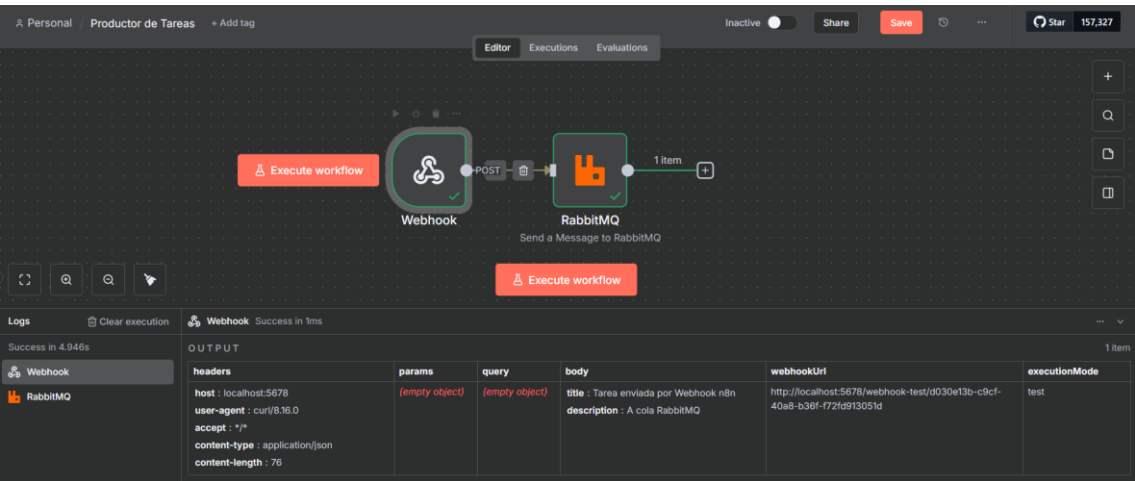 Personal / Productor de Tareas + Add tag
Inactive Share Save ... Star 157,327
Editor Executions Evaluations
Execute workflow
POST
1 item
Webhook
RabbitMQ
Send a Message to RabbitMQ
Execute workflow
Logs Clear execution
Success in 4.946s
Webhook
RabbitMQ
Webhook Success in 1ms
OUTPUT
1 item
headers params query body webhookUrl executionMode
host : localhost:5678
user-agent : curl/8.16.0
accept : */*
content-type : application/json
content-length : 76
{empty object}
{empty object}
title : Tarea enviada por Webhook n8n
description : A cola RabbitMQ
http://localhost:5678/webhook-test/d030e13b-c9cf-
40a8-b36f-f72fd913051d
test